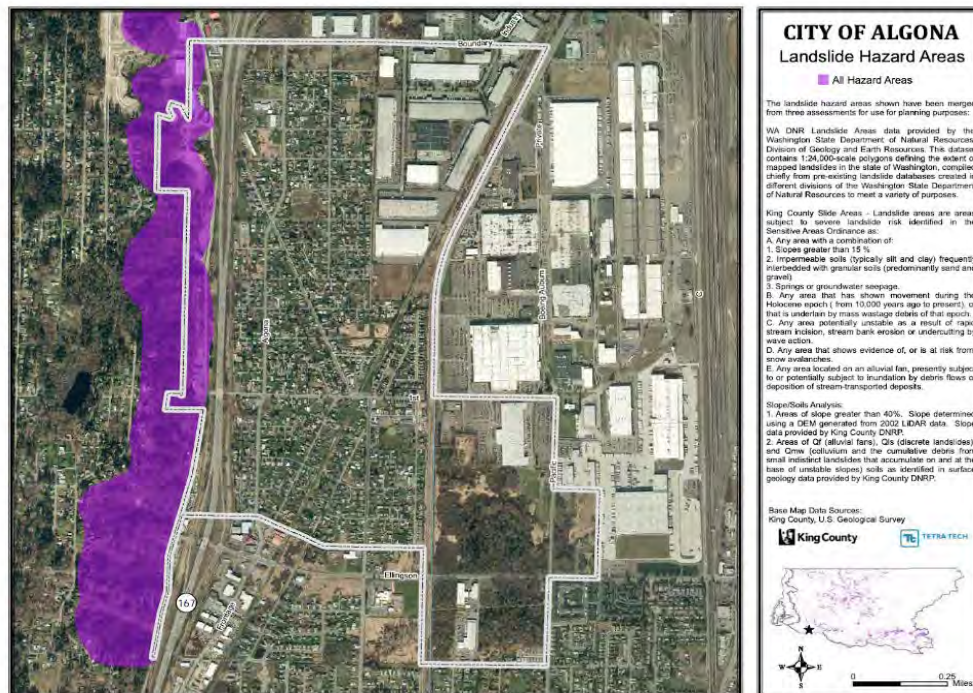 CITY OF ALGONA
Landslide Hazard Areas
All Hazard Areas
The landslide hazard areas shown have been merged
from three assessments for use for planning purposes:
WA DNR Landslide Areas data provided by the
Washington State Department of Natural Resources
Division of Geology and Earth Resources. This dataset
contains 1:24,000-scale polygons defining the extent of
mapped landslides in the state of Washington, compiled
chiefly from pre-existing landslide databases created in
different divisions of the Washington State Department
of Natural Resources to meet a variety of purposes.
King County Slide Areas - Landslide areas are areas
subject to severe landslide risk identified in the
Sensitive Areas Ordinance as:
A. Any area with a combination of:
1. Slopes greater than 15 %
2. Impermeable soils (typically silt and clay) frequently
interbedded with granular soils (predominantly sand and
gravel)
3. Springs or groundwater seepage.
B. Any area that has shown movement during the
Holocene epoch ( from 10,000 years ago to present), or
that is underlain by mass wastage debris of that epoch.
C. Any area potentially unstable as a result of rapid
stream incision, stream bank erosion or undercutting by
wave action.
D. Any area that shows evidence of, or is at risk from
snow avalanches.
E. Any area located on an alluvial fan, presently subject
to or potentially subject to inundation by debris flows or
deposition of stream-transported deposits.
Slope/Soils Analysis:
1. Areas of slope greater than 40%. Slope determined
using a DEM generated from 2002 LiDAR data. Slope
data provided by King County DNRP.
2. Areas of Qf (alluvial fans), Qls (discrete landslides)
and Qmw (colluvium and the cumulative debris from
small indistinct landslides that accumulate on and at the
base of unstable slopes) soils as identified in surface
geology data provided by King County DNRP.
Base Map Data Sources:
King County, U.S. Geological Survey
King County
TETRA TECH
N
W
E
S
0
0.25
Miles
Boundary
Industry
Private
Boeing Auburn
C
1st
Pacific
Ellingson
167
Frontage